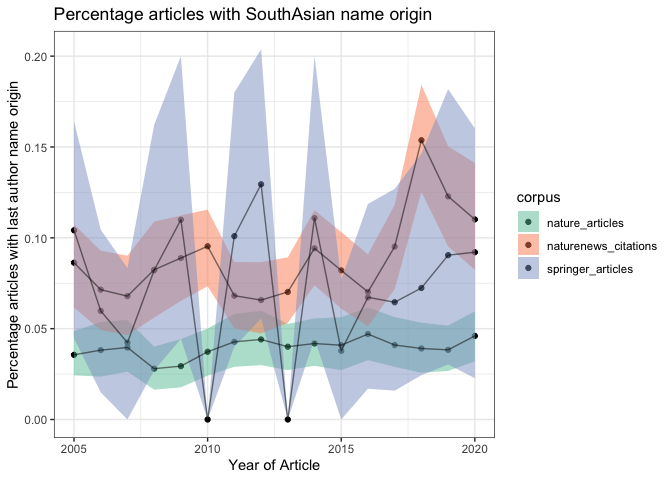 Percentage articles with SouthAsian name origin
Percentage articles with last author name origin
0.20
0.15
0.10
0.05
0.00
2005
2010
2015
2020
Year of Article
corpus
nature_articles
naturenews_citations
springer_articles